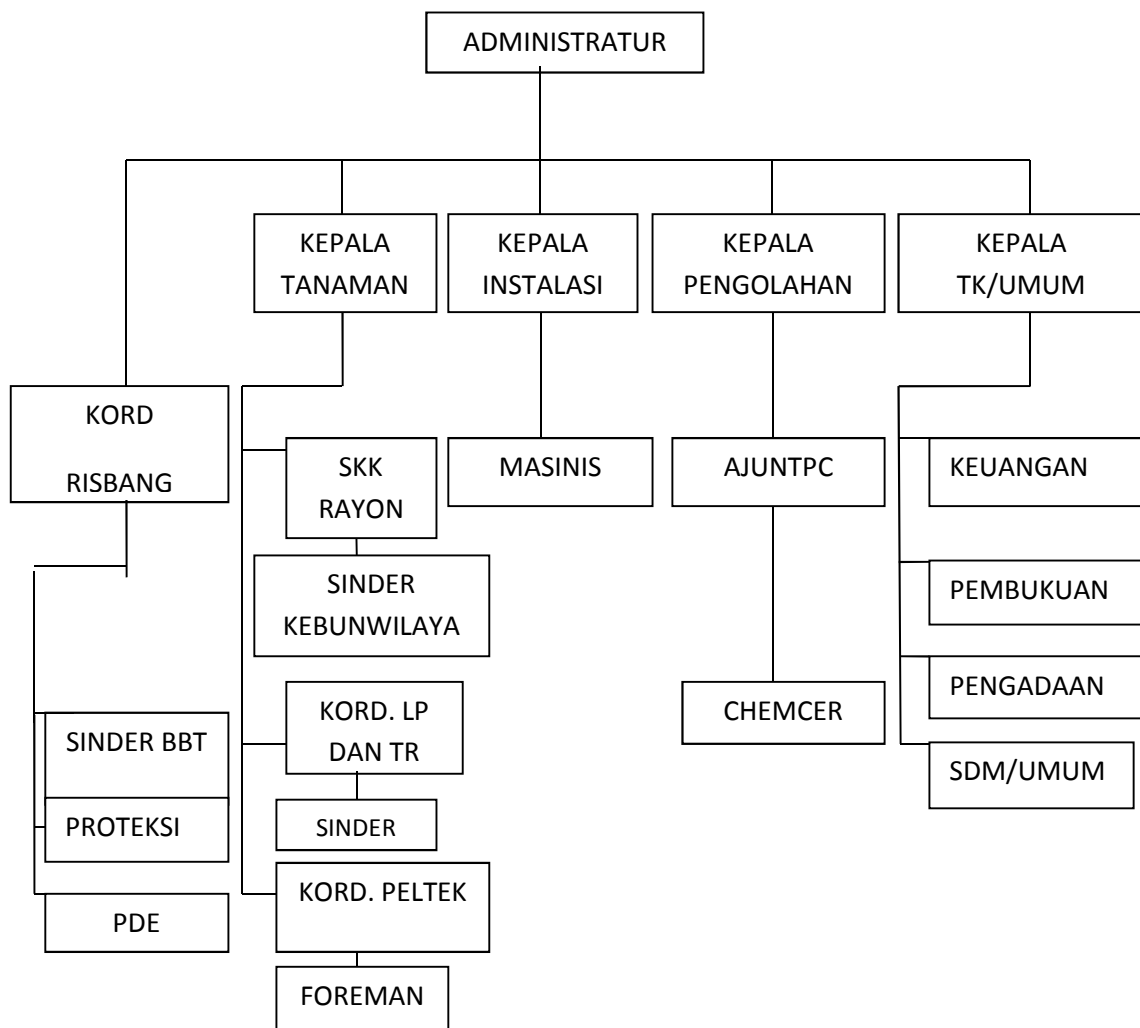 ADMINISTRATUR
KEPALA
TANAMAN
KEPALA
INSTALASI
KEPALA
PENGOLAHAN
KEPALA
TK/UMUM
KORD
RISBANG
SKK
RAYON
MASINIS
AJUNTPC
KEUANGAN
SINDER
KEBUNWILAYA
PEMBUKUAN
PENGADAAN
KORD. LP
DAN TR
CHEMCER
SINDER BBT
SDM/UMUM
PROTEKSI
SINDER
KORD. PELTEK
PDE
FOREMAN